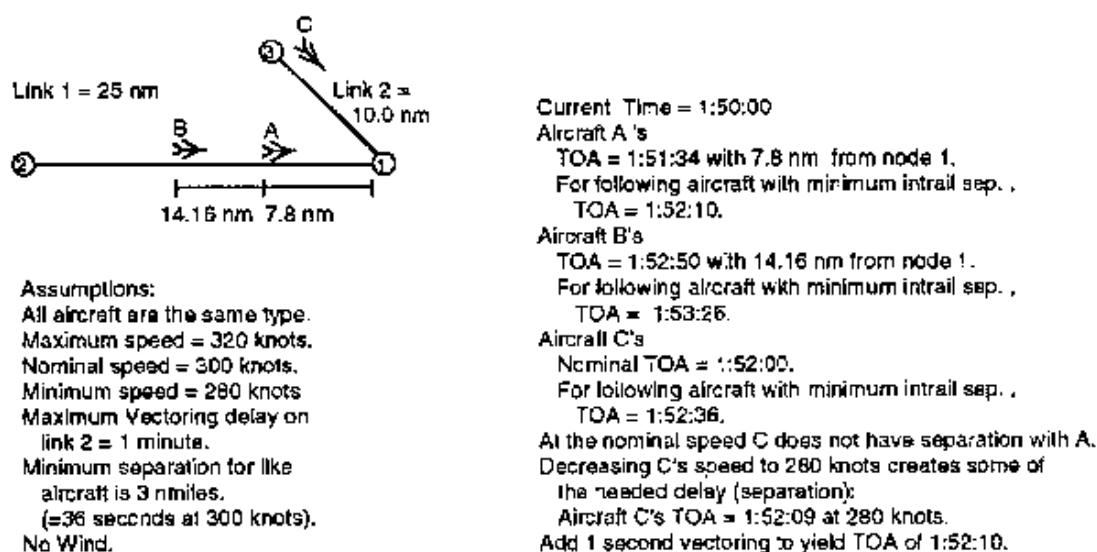 C
3
Link 1 = 25 nm
Link 2 =
10.0 nm
B
A
2
1
14.16 nm 7.8 nm
Assumptions:
All aircraft are the same type.
Maximum speed = 320 knots.
Nominal speed = 300 knots.
Minimum speed = 280 knots
Maximum Vectoring delay on
link 2 = 1 minute.
Minimum separation for like
aircraft is 3 nmiles.
(=36 seconds at 300 knots).
No Wind.
Current Time = 1:50:00
Aircraft A 's
TOA = 1:51:34 with 7.8 nm from node 1.
For following aircraft with minimum intrail sep. ,
TOA = 1:52:10.
Aircraft B's
TOA = 1:52:50 with 14.16 nm from node 1.
For following aircraft with minimum intrail sep. ,
TOA = 1:53:26.
Aircraft C's
Nominal TOA = 1:52:00.
For following aircraft with minimum intrail sep. ,
TOA = 1:52:36.
At the nominal speed C does not have separation with A.
Decreasing C's speed to 280 knots creates some of
the needed delay (separation):
Aircraft C's TOA = 1:52:09 at 280 knots.
Add 1 second vectoring to yield TOA of 1:52:10.